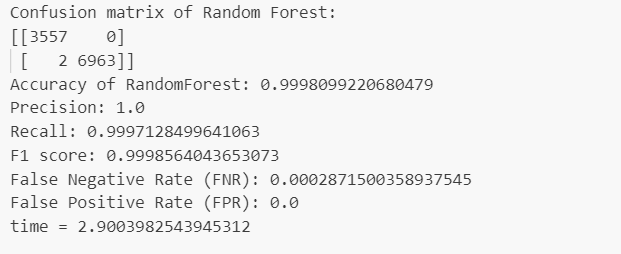 Confusion matrix of Random Forest:
[[3557    0]
 [   2 6963]]
Accuracy of RandomForest: 0.9998099220680479
Precision: 1.0
Recall: 0.9997128499641063
F1 score: 0.9998564043653073
False Negative Rate (FNR): 0.0002871500358937545
False Positive Rate (FPR): 0.0
time = 2.9003982543945312